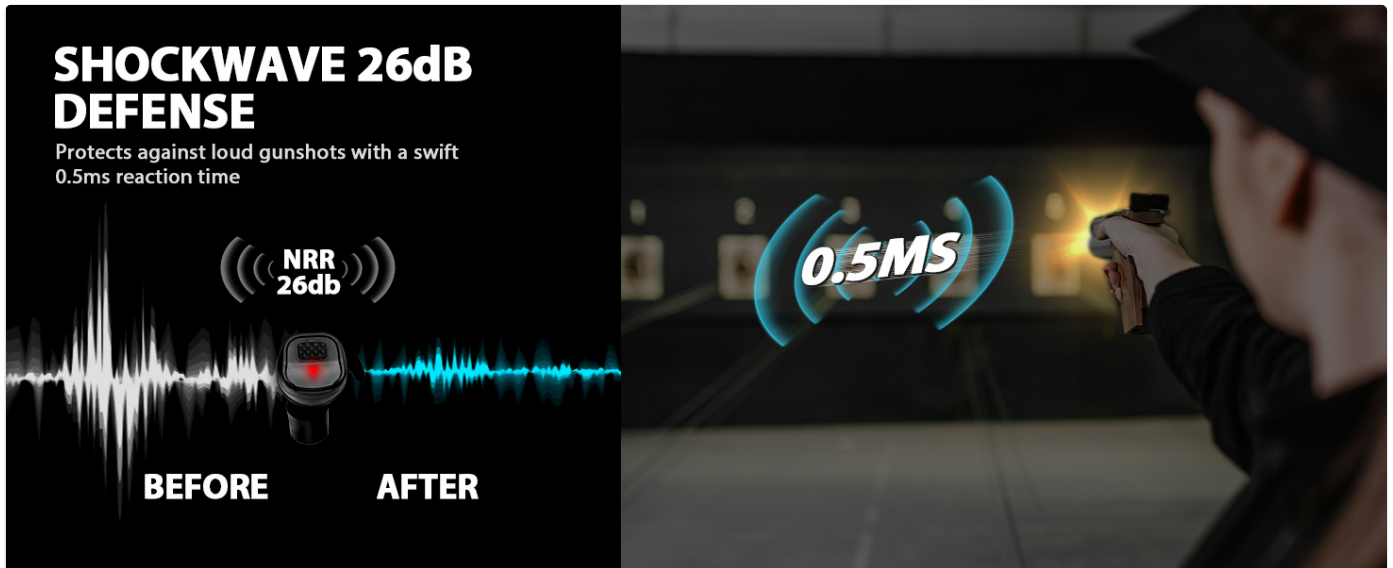 SHOCKWAVE 26dB
DEFENSE
Protects against loud gunshots with a swift
0.5ms reaction time
NRR
26db
BEFORE
AFTER
0.5MS